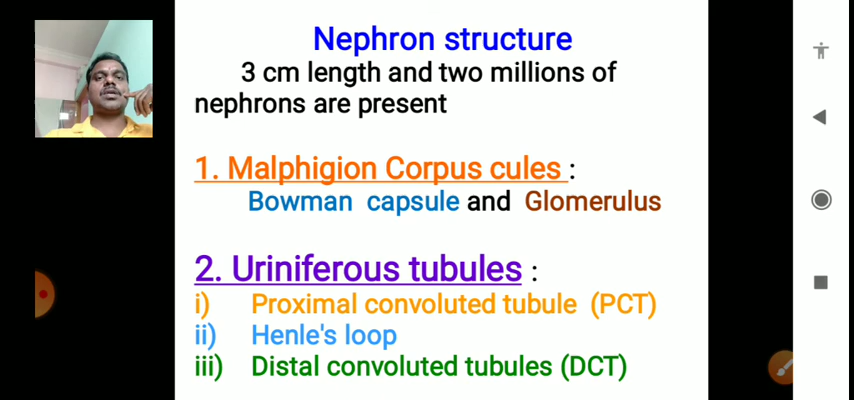 Nephron structure
3 cm length and two millions of
nephrons are present
1. Malphigion Corpus cules :
Bowman capsule and Glomerulus
2. Uriniferous tubules :
i) Proximal convoluted tubule (PCT)
ii) Henle's loop
iii) Distal convoluted tubules (DCT)